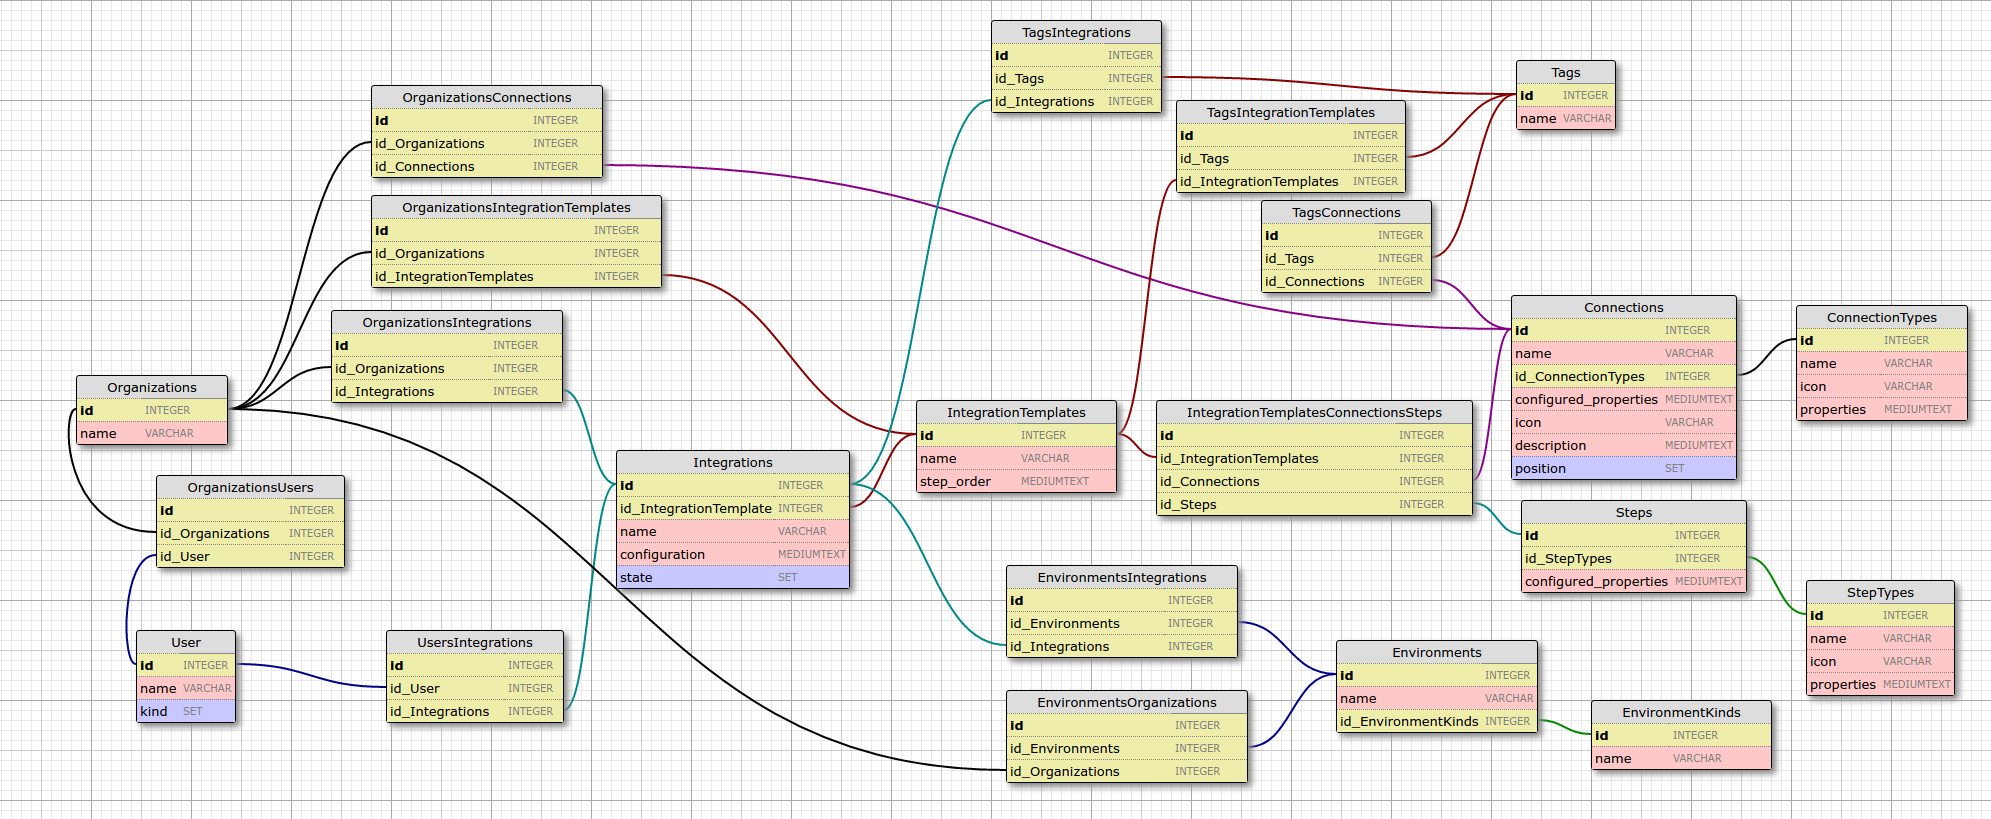 TagsIntegrations
id INTEGER
id_Tags INTEGER
id_Integrations INTEGER
Tags
id INTEGER
name VARCHAR
OrganizationsConnections
id INTEGER
id_Organizations INTEGER
id_Connections INTEGER
TagsIntegrationTemplates
id INTEGER
id_Tags INTEGER
id_IntegrationTemplates INTEGER
OrganizationsIntegrationTemplates
id INTEGER
id_Organizations INTEGER
id_IntegrationTemplates INTEGER
TagsConnections
id INTEGER
id_Tags INTEGER
id_Connections INTEGER
Connections
id INTEGER
name VARCHAR
id_ConnectionTypes INTEGER
configured_properties MEDIUMTEXT
icon VARCHAR
description MEDIUMTEXT
position SET
ConnectionTypes
id INTEGER
name VARCHAR
icon VARCHAR
properties MEDIUMTEXT
OrganizationsIntegrations
id INTEGER
id_Organizations INTEGER
id_Integrations INTEGER
Organizations
id INTEGER
name VARCHAR
IntegrationTemplates
id INTEGER
name VARCHAR
step_order MEDIUMTEXT
IntegrationTemplatesConnectionsSteps
id INTEGER
id_IntegrationTemplates INTEGER
id_Connections INTEGER
id_Steps INTEGER
Integrations
id INTEGER
id_IntegrationTemplate INTEGER
name VARCHAR
configuration MEDIUMTEXT
state SET
OrganizationsUsers
id INTEGER
id_Organizations INTEGER
id_User INTEGER
Steps
id INTEGER
id_StepTypes INTEGER
configured_properties MEDIUMTEXT
EnvironmentsIntegrations
id INTEGER
id_Environments INTEGER
id_Integrations INTEGER
StepTypes
id INTEGER
name VARCHAR
icon VARCHAR
properties MEDIUMTEXT
User
id INTEGER
name VARCHAR
kind SET
UsersIntegrations
id INTEGER
id_User INTEGER
id_Integrations INTEGER
Environments
id INTEGER
name VARCHAR
id_EnvironmentKinds INTEGER
EnvironmentsOrganizations
id INTEGER
id_Environments INTEGER
id_Organizations INTEGER
EnvironmentKinds
id INTEGER
name VARCHAR